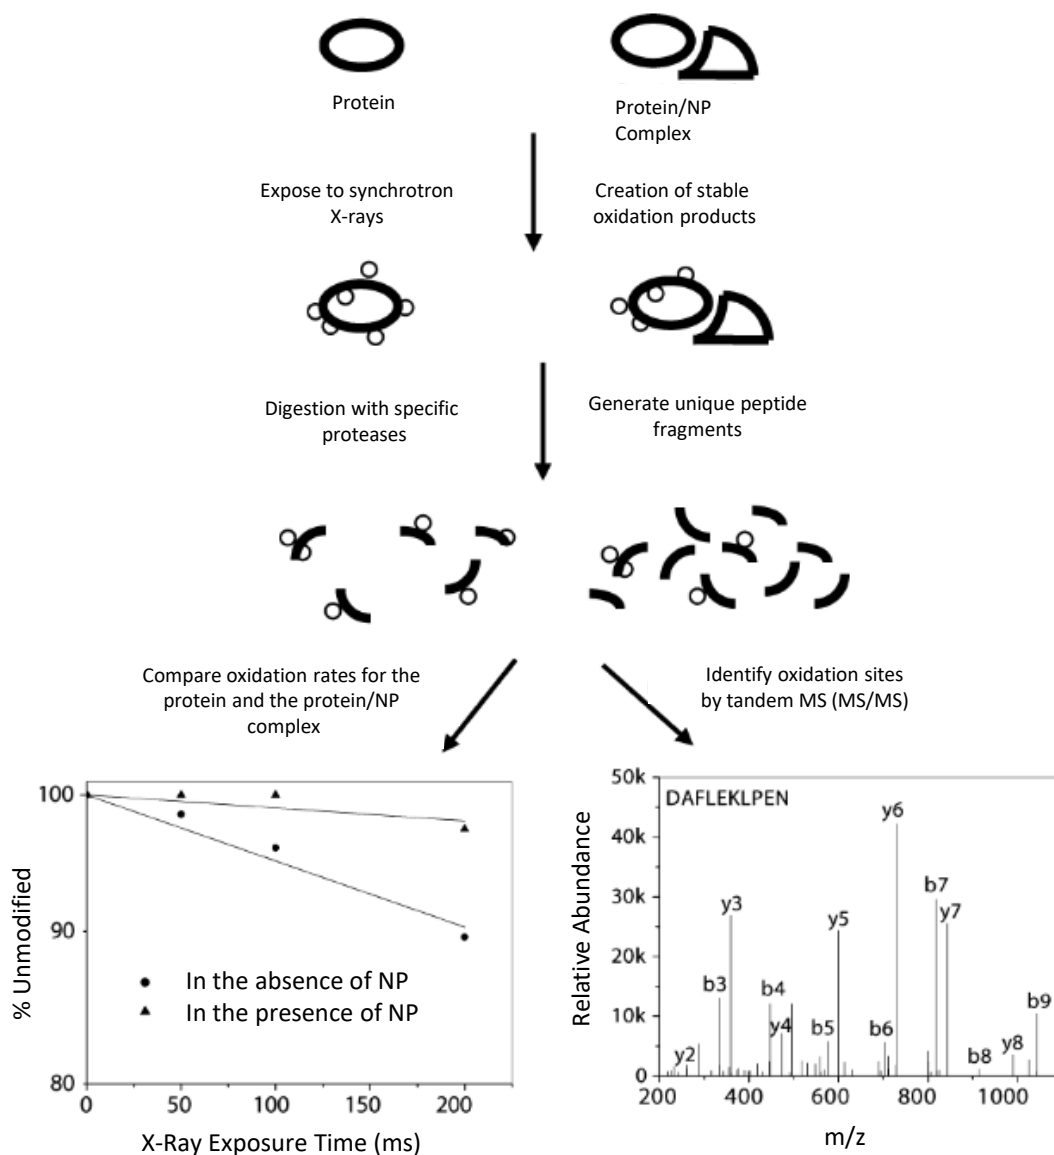 Protein
Protein/NP
Complex
Expose to synchrotron
X-rays
Creation of stable
oxidation products
Digestion with specific
proteases
Generate unique peptide
fragments
Compare oxidation rates for the
protein and the protein/NP
complex
Identify oxidation sites
by tandem MS (MS/MS)
100
90
80
% Unmodified
In the absence of NP
In the presence of NP
0 50 100 150 200
X-Ray Exposure Time (ms)
50k
40k
30k
20k
10k
0
Relative Abundance
DAFLEKLPEN
y2
b3
y3
b4
y4
b5
y5
b6
y6
b7
y7
b8
y8
b9
200 400 600 800 1000
m/z